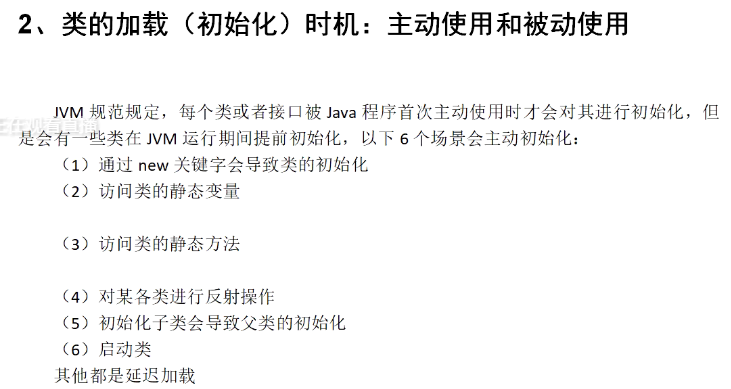 2、类的加载（初始化）时机：主动使用和被动使用
JVM 规范规定，每个类或者接口被 Java 程序首次主动使用时才会对其进行初始化，但
是会有一些类在 JVM 运行期间提前初始化，以下 6 个场景会主动初始化：
（1）通过 new 关键字会导致类的初始化
（2）访问类的静态变量
（3）访问类的静态方法
（4）对某各类进行反射操作
（5）初始化子类会导致父类的初始化
（6）启动类
其他都是延迟加载